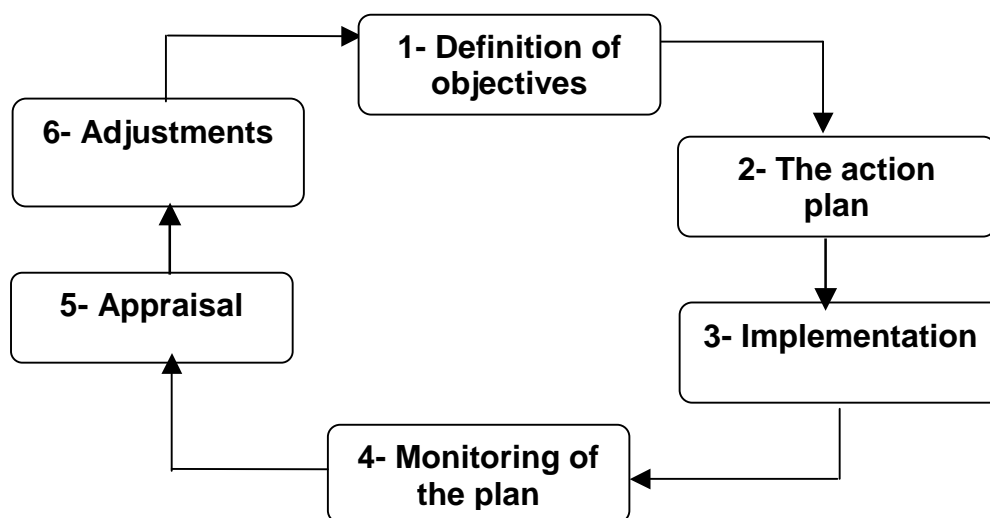 1- Definition of
objectives
2- The action
plan
3- Implementation
4- Monitoring of
the plan
5- Appraisal
6- Adjustments